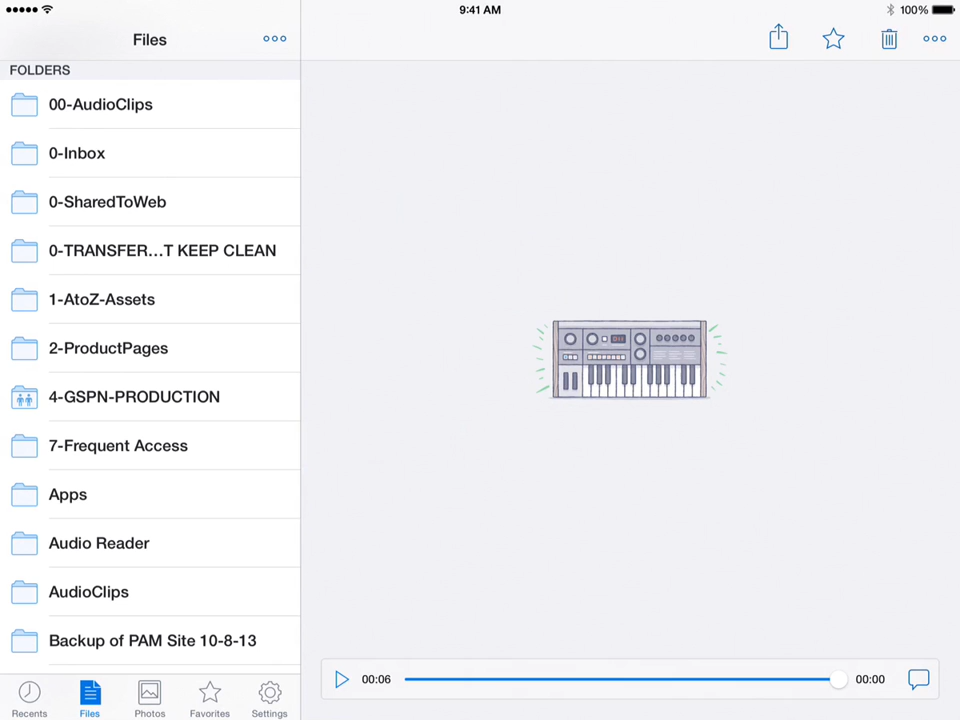 9:41 AM
100%
Files
FOLDERS
00-AudioClips
0-Inbox
0-SharedToWeb
0-TRANSFER…T KEEP CLEAN
1-AtoZ-Assets
2-ProductPages
4-GSPN-PRODUCTION
7-Frequent Access
Apps
Audio Reader
AudioClips
Backup of PAM Site 10-8-13
00:06
00:00
Recents
Files
Photos
Favorites
Settings